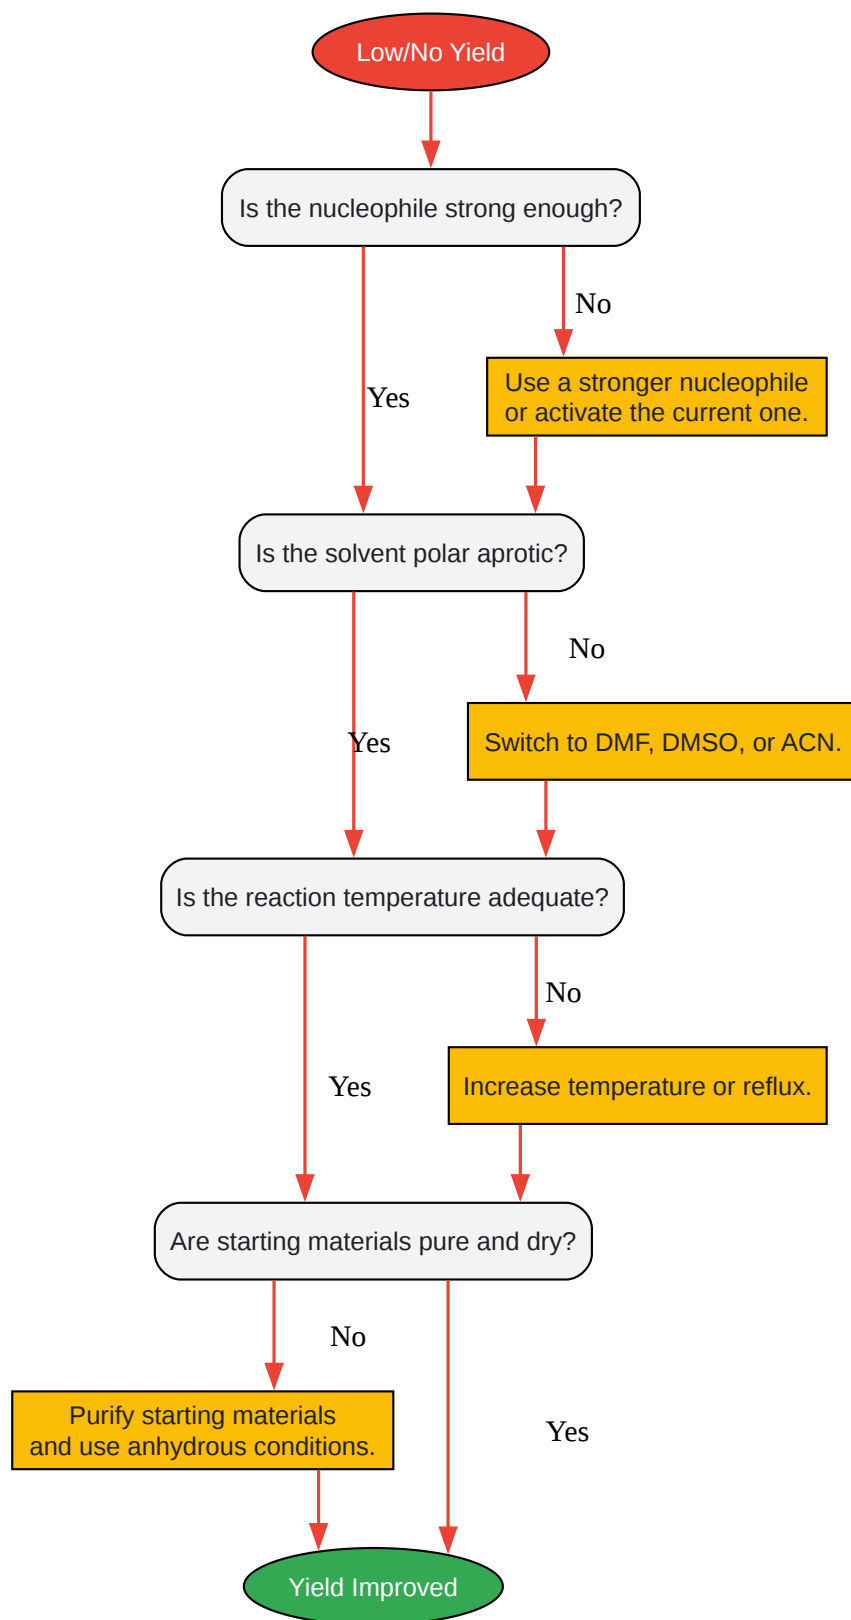 Low/No Yield
Is the nucleophile strong enough?
No
Use a stronger nucleophile
or activate the current one.
Yes
Is the solvent polar aprotic?
No
Switch to DMF, DMSO, or ACN.
Yes
Is the reaction temperature adequate?
No
Increase temperature or reflux.
Yes
Are starting materials pure and dry?
No
Purify starting materials
and use anhydrous conditions.
Yes
Yield Improved